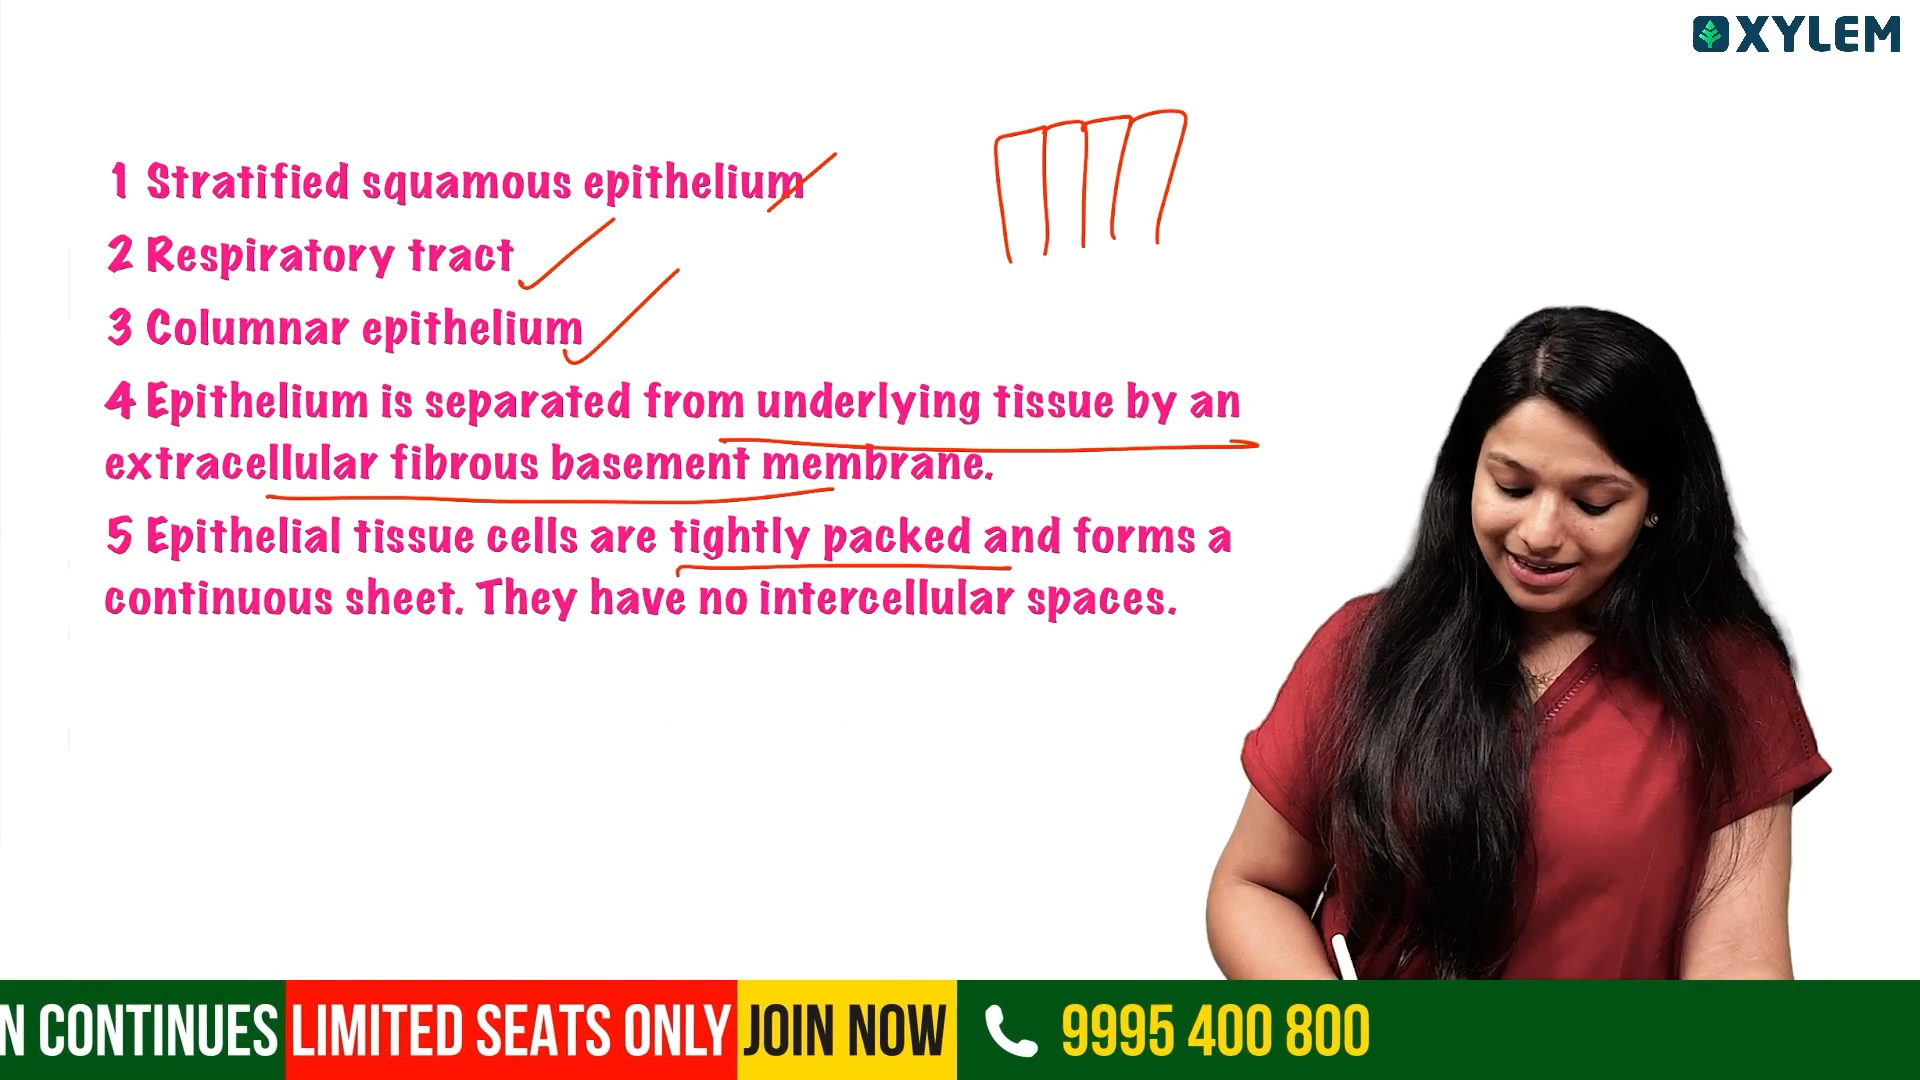 XYLEM
1 Stratified squamous epithelium
2 Respiratory tract
3 Columnar epithelium
4 Epithelium is separated from underlying tissue by an
extracellular fibrous basement membrane.
5 Epithelial tissue cells are tightly packed and forms a
continuous sheet. They have no intercellular spaces.
N CONTINUES LIMITED SEATS ONLY JOIN NOW 9995 400 800